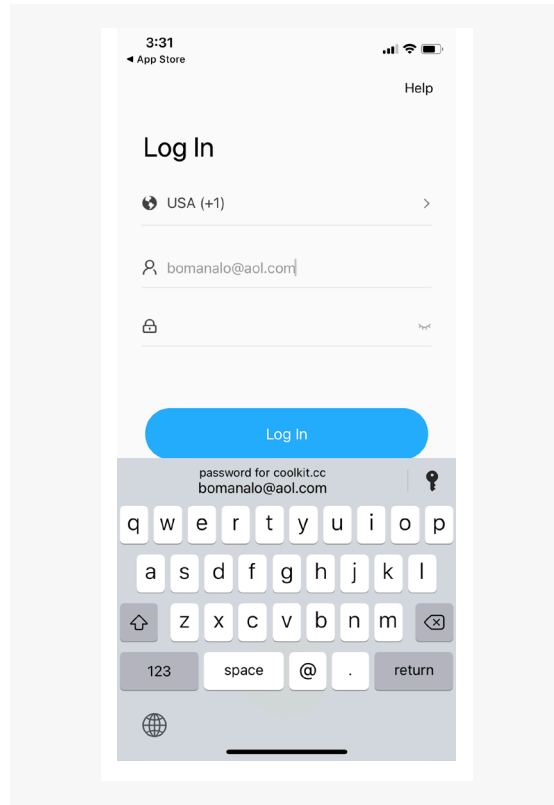 3:31
◀ App Store
Help
Log In
USA (+1)
bomanalo@aol.com
Log In
password for coolkit.cc
bomanalo@aol.com
q w e r t y u i o p
a s d f g h j k l
z x c v b n m
123 space @ . return